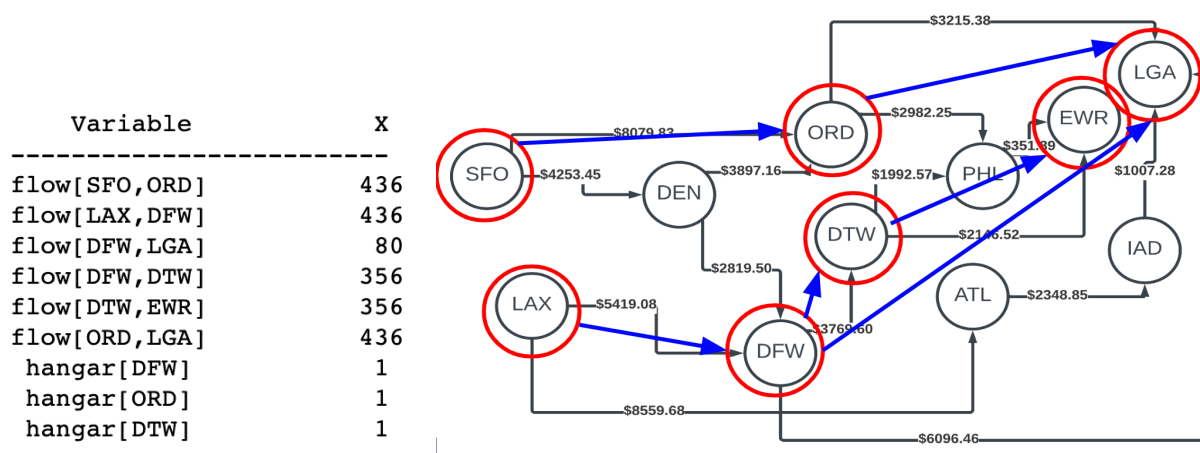 Variable X
--------------------------
flow[SFO,ORD] 436
flow[LAX,DFW] 436
flow[DFW,LGA] 80
flow[DFW,DTW] 356
flow[DTW,EWR] 356
flow[ORD,LGA] 436
hangar[DFW] 1
hangar[ORD] 1
hangar[DTW] 1
$3215.38
LGA
$2982.25
EWR
$8079.83
ORD
$351.89
SFO
$4253.45
DEN
$3897.16
$1992.57
PHL
$1007.28
DTW
$2146.52
IAD
$2819.50
LAX
$5419.08
ATL
$2348.85
$3769.60
DFW
$8559.68
$6096.46